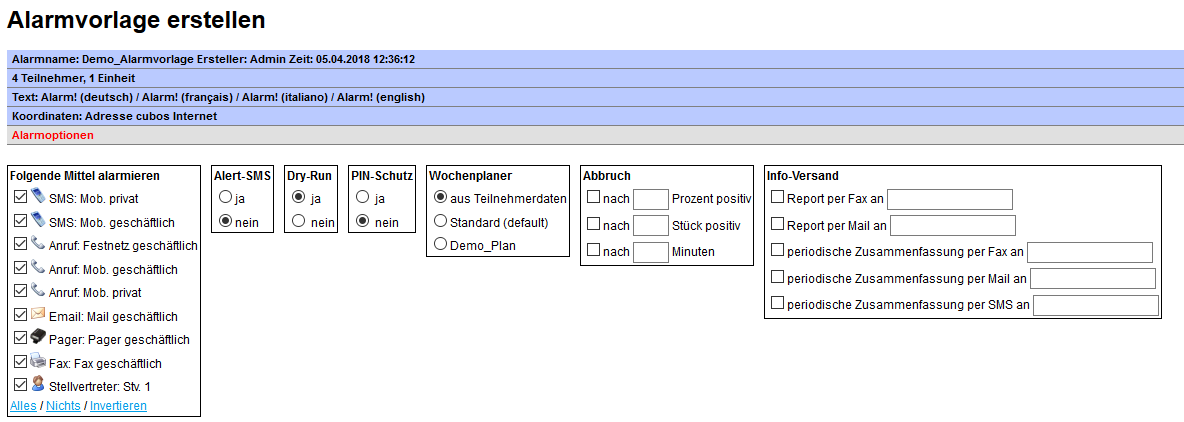 Alarmvorlage erstellen
Alarmname: Demo_Alarmvorlage Ersteller: Admin Zeit: 05.04.2018 12:36:12
4 Teilnehmer, 1 Einheit
Text: Alarm! (deutsch) / Alarm! (français) / Alarm! (italiano) / Alarm! (english)
Koordinaten: Adresse cubos Internet
Alarmoptionen
Folgende Mittel alarmieren
SMS: Mob. privat
SMS: Mob. geschäftlich
Anruf: Festnetz geschäftlich
Anruf: Mob. geschäftlich
Anruf: Mob. privat
Email: Mail geschäftlich
Pager: Pager geschäftlich
Fax: Fax geschäftlich
Stellvertreter: Stv. 1
Alles / Nichts / Invertieren
Alert-SMS
ja
nein
Dry-Run
ja
nein
PIN-Schutz
ja
nein
Wochenplaner
aus Teilnehmerdaten
Standard (default)
Demo_Plan
Abbruch
nach Prozent positiv
nach Stück positiv
nach Minuten
Info-Versand
Report per Fax an
Report per Mail an
periodische Zusammenfassung per Fax an
periodische Zusammenfassung per Mail an
periodische Zusammenfassung per SMS an